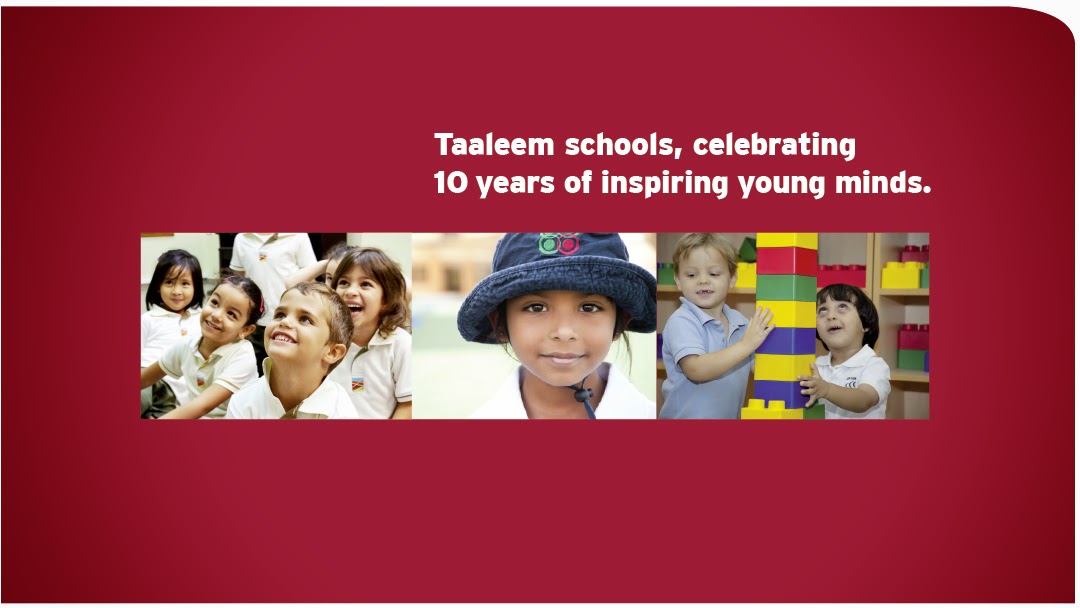 Taaleem schools, celebrating
10 years of inspiring young minds.